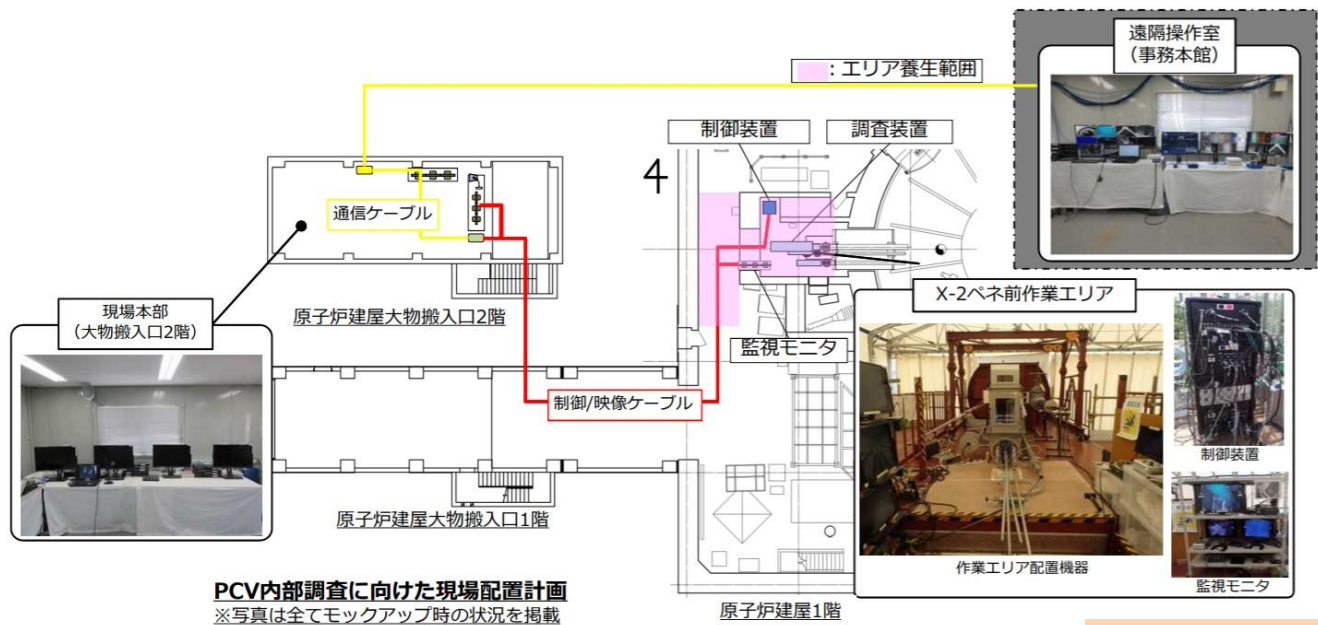 遠隔操作室
（事務本館）
：エリア養生範囲
制御装置
調査装置
4
通信ケーブル
現場本部
（大物搬入口2階）
原子炉建屋大物搬入口2階
X-2ペネ前作業エリア
監視モニタ
制御/映像ケーブル
制御装置
原子炉建屋大物搬入口1階
作業エリア配置機器
監視モニタ
PCV内部調査に向けた現場配置計画
※写真は全てモックアップ時の状況を掲載
原子炉建屋1階